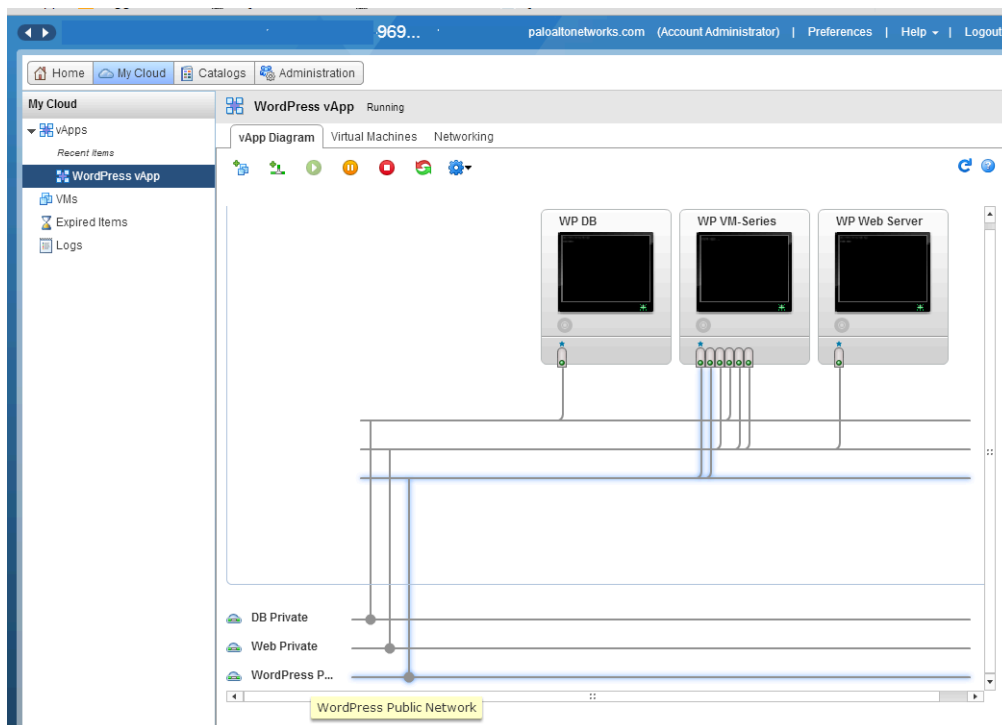 969...
paloaltonetworks.com (Account Administrator) | Preferences | Help | Logout
Home My Cloud Catalogs Administration
My Cloud
WordPress vApp Running
vApps
vApp Diagram Virtual Machines Networking
Recent Items
WordPress vApp
VMs
Expired Items
Logs
WP DB WP VM-Series WP Web Server
DB Private
Web Private
WordPress P...
WordPress Public Network